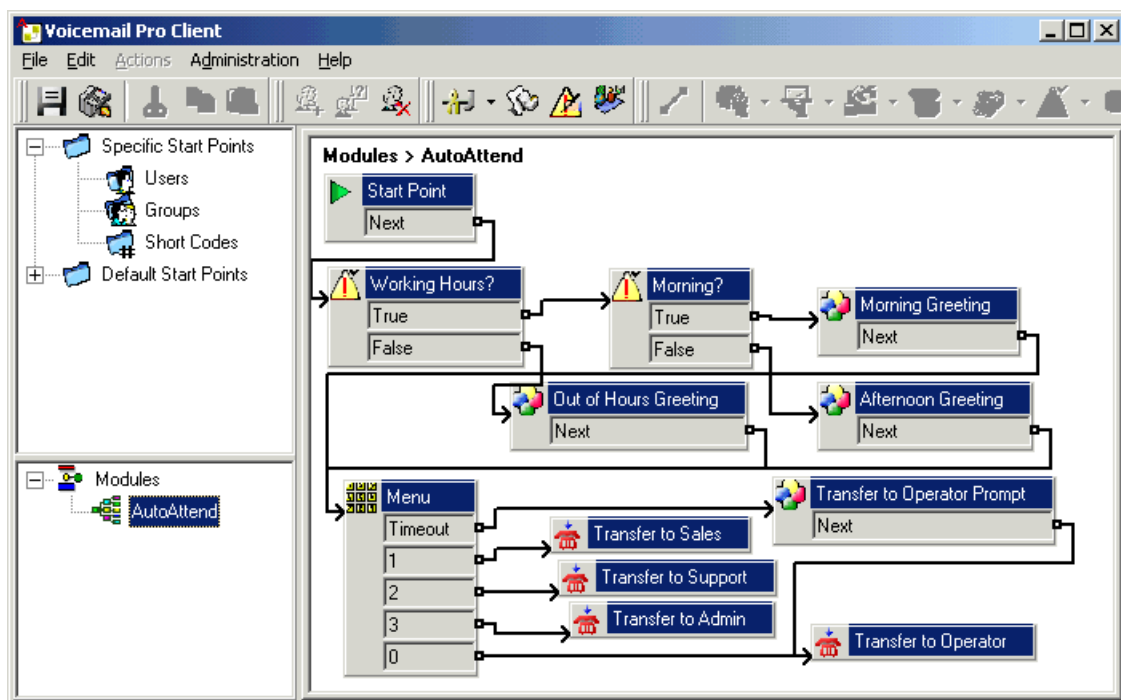 Voicemail Pro Client
File Edit Actions Administration Help
Specific Start Points
Users
Groups
Short Codes
Default Start Points
Modules
AutoAttend
Modules > AutoAttend
Start Point
Next
Working Hours?
True
False
Morning?
True
False
Morning Greeting
Next
Out of Hours Greeting
Next
Afternoon Greeting
Next
Menu
Timeout
1
2
3
0
Transfer to Operator Prompt
Next
Transfer to Sales
Transfer to Support
Transfer to Admin
Transfer to Operator